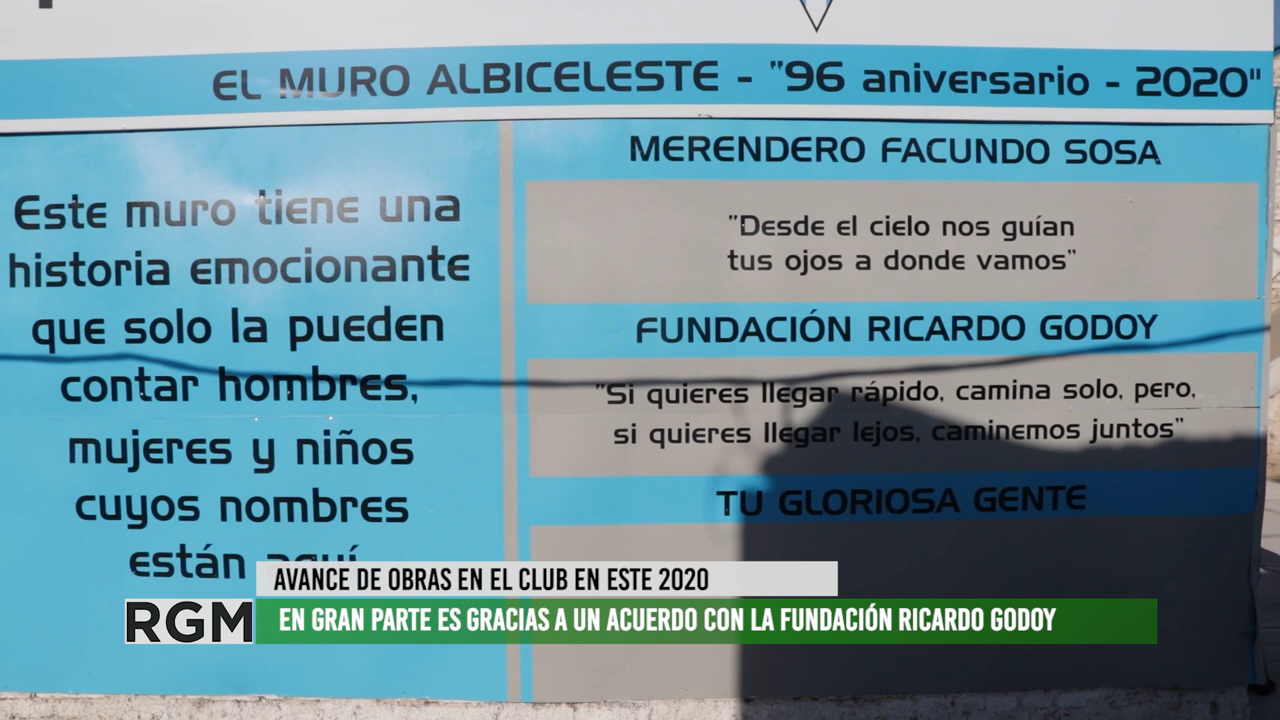 EL MURO ALBICELESTE - "96 aniversario - 2020"
Este muro tiene una
historia emocionante
que solo la pueden
contar hombres,
mujeres y niños
cuyos nombres
están aquí
MERENDERO FACUNDO SOSA
"Desde el cielo nos guían
tus ojos a donde vamos"
FUNDACIÓN RICARDO GODOY
"Si quieres llegar rápido, camina solo, pero,
si quieres llegar lejos, caminemos juntos"
TU GLORIOSA GENTE
AVANCE DE OBRAS EN EL CLUB EN ESTE 2020
RGM
EN GRAN PARTE ES GRACIAS A UN ACUERDO CON LA FUNDACIÓN RICARDO GODOY